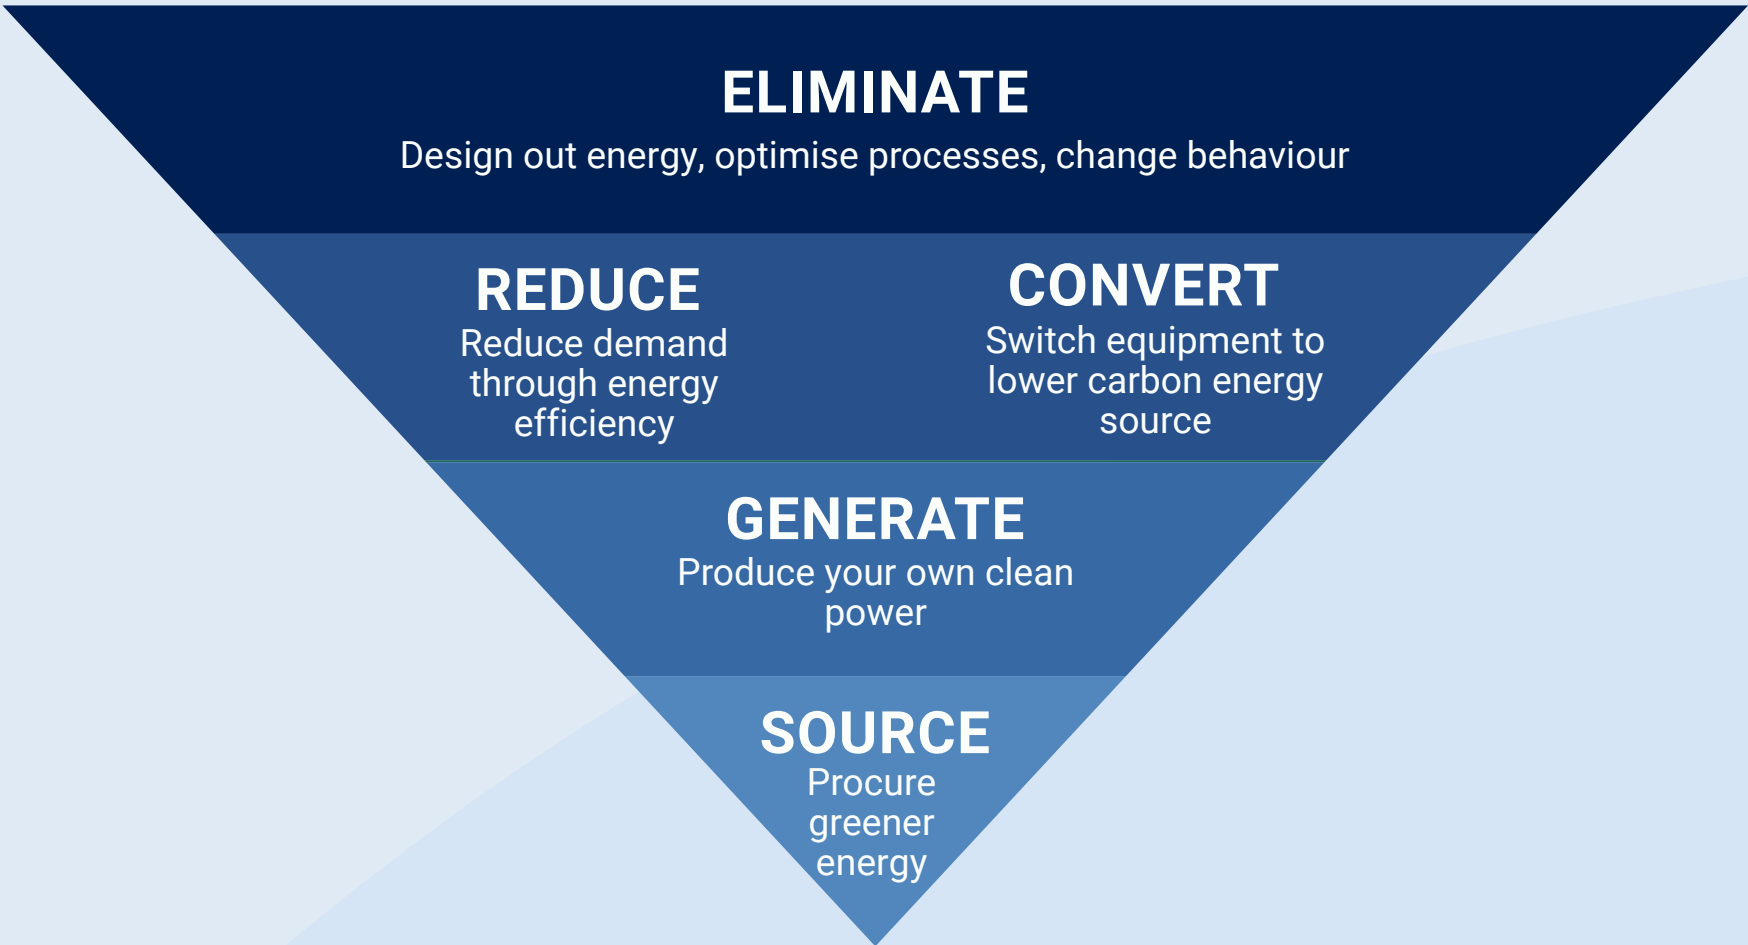 ELIMINATE
Design out energy, optimise processes, change behaviour
REDUCE
Reduce demand
through energy
efficiency
CONVERT
Switch equipment to
lower carbon energy
source
GENERATE
Produce your own clean
power
SOURCE
Procure
greener
energy